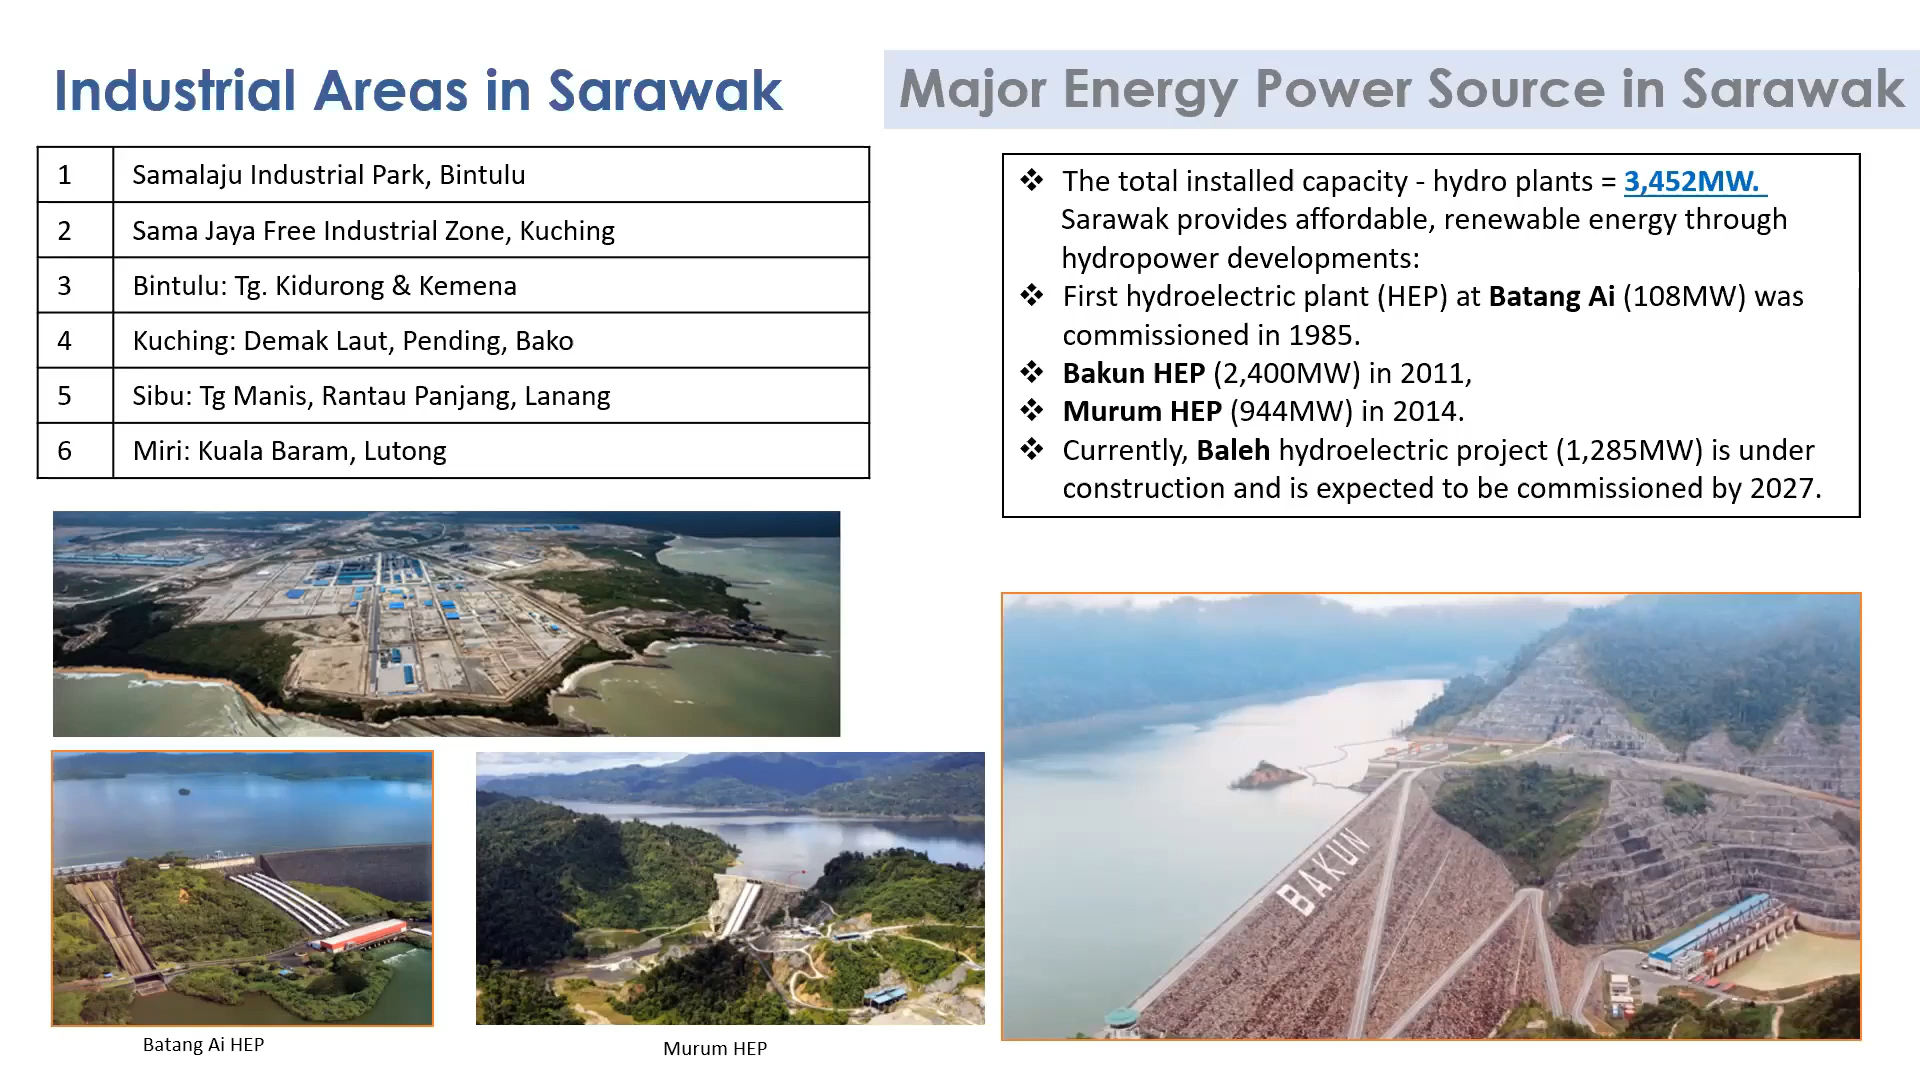 Industrial Areas in Sarawak
1 Samalaju Industrial Park, Bintulu
2 Sama Jaya Free Industrial Zone, Kuching
3 Bintulu: Tg. Kidurong & Kemena
4 Kuching: Demak Laut, Pending, Bako
5 Sibu: Tg Manis, Rantau Panjang, Lanang
6 Miri: Kuala Baram, Lutong
Major Energy Power Source in Sarawak
❖ The total installed capacity - hydro plants = 3,452MW.
Sarawak provides affordable, renewable energy through
hydropower developments:
❖ First hydroelectric plant (HEP) at Batang Ai (108MW) was
commissioned in 1985.
❖ Bakun HEP (2,400MW) in 2011,
❖ Murum HEP (944MW) in 2014.
❖ Currently, Baleh hydroelectric project (1,285MW) is under
construction and is expected to be commissioned by 2027.
BAKUN
Batang Ai HEP
Murum HEP